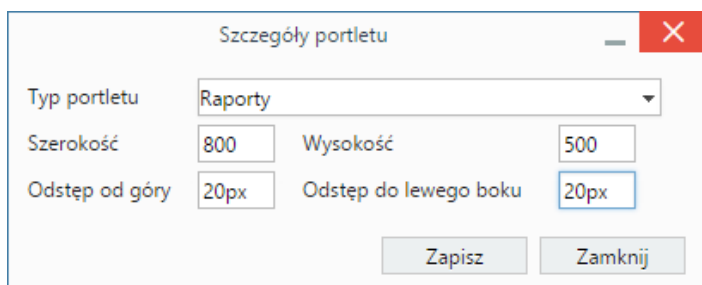 Szczegóły portletu
Typ portletu Raporty
Szerokość 800 Wysokość 500
Odstęp od góry 20px Odstęp do lewego boku 20px
Zapisz Zamknij